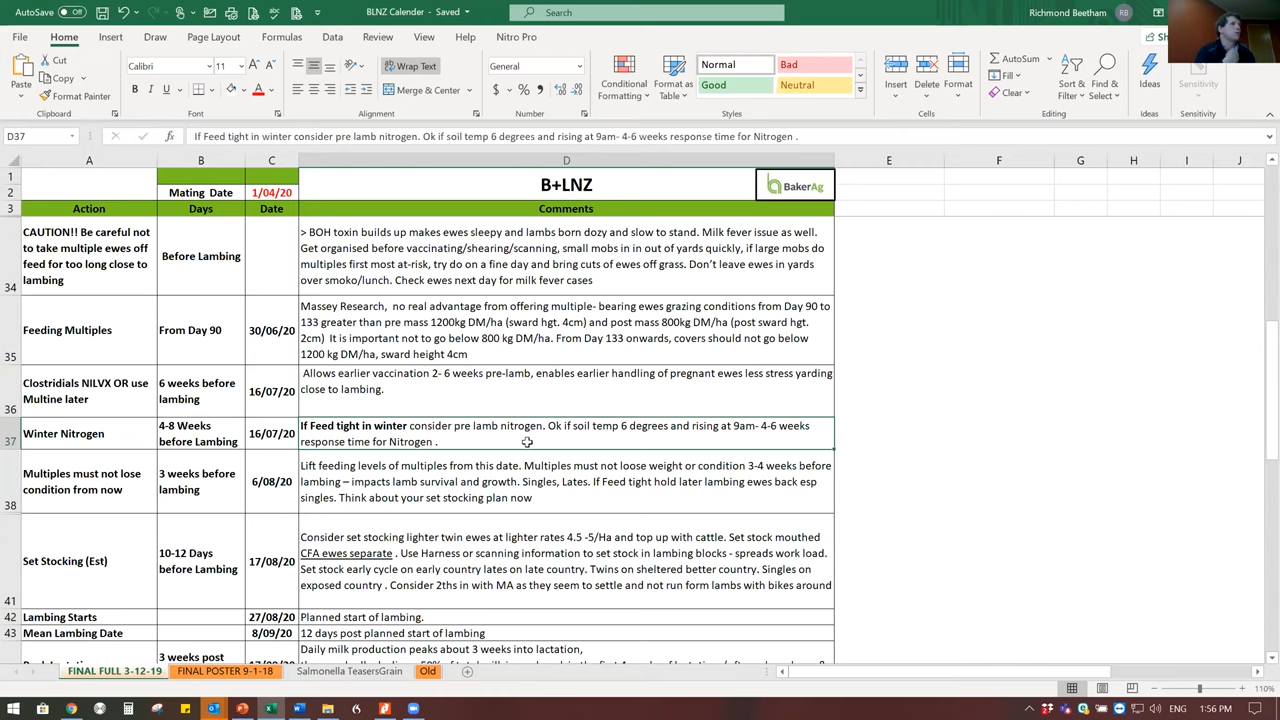 AutoSave Off
BLNZ Calender - Saved
Search
Richmond Beetham RB
File Home Insert Draw Page Layout Formulas Data Review View Help Nitro Pro
Paste
Cut
Copy
Format Painter
Clipboard
Calibri 11
B I U
Font
Wrap Text
Merge & Center
Alignment
General
Number
Conditional Formatting
Format as Table
Normal Bad
Good Neutral
Styles
Insert Delete Format
Cells
AutoSum
Fill
Clear
Sort & Filter
Find & Select
Editing
Ideas
Ideas
Sensitivity
Sensitivity
D37
fx If Feed tight in winter consider pre lamb nitrogen. Ok if soil temp 6 degrees and rising at 9am- 4-6 weeks response time for Nitrogen .
A B C D E F G H I J
1
2 Mating Date 1/04/20 B+LNZ BakerAg
3 Action Days Date Comments
CAUTION!! Be careful not
to take multiple ewes off
feed for too long close to
lambing
34
Before Lambing
> BOH toxin builds up makes ewes sleepy and lambs born dozy and slow to stand. Milk fever issue as well.
Get organised before vaccinating/shearing/scanning, small mobs in in out of yards quickly, if large mobs do
multiples first most at-risk, try do on a fine day and bring cuts of ewes off grass. Don't leave ewes in yards
over smoko/lunch. Check ewes next day for milk fever cases
35
Feeding Multiples
From Day 90
30/06/20
Massey Research, no real advantage from offering multiple- bearing ewes grazing conditions from Day 90 to
133 greater than pre mass 1200kg DM/ha (sward hgt. 4cm) and post mass 800kg DM/ha (post sward hgt.
2cm) It is important not to go below 800 kg DM/ha. From Day 133 onwards, covers should not go below
1200 kg DM/ha, sward height 4cm
36
Clostridials NILVX OR use
Multine later
6 weeks before
lambing
16/07/20
Allows earlier vaccination 2- 6 weeks pre-lamb, enables earlier handling of pregnant ewes less stress yarding
close to lambing.
37
Winter Nitrogen
4-8 Weeks
before Lambing
16/07/20
If Feed tight in winter consider pre lamb nitrogen. Ok if soil temp 6 degrees and rising at 9am- 4-6 weeks
response time for Nitrogen .
38
Multiples must not lose
condition from now
3 weeks before
lambing
6/08/20
Lift feeding levels of multiples from this date. Multiples must not loose weight or condition 3-4 weeks before
lambing – impacts lamb survival and growth. Singles, Lates. If Feed tight hold later lambing ewes back esp
singles. Think about your set stocking plan now
41
Set Stocking (Est)
10-12 Days
before Lambing
17/08/20
Consider set stocking lighter twin ewes at lighter rates 4.5 -5/Ha and top up with cattle. Set stock mouthed
CFA ewes separate . Use Harness or scanning information to set stock in lambing blocks - spreads work load.
Set stock early cycle on early country lates on late country. Twins on sheltered better country. Singles on
exposed country . Consider 2ths in with MA as they seem to settle and not run form lambs with bikes around
42 Lambing Starts 27/08/20 Planned start of lambing.
43 Mean Lambing Date 8/09/20 12 days post planned start of lambing
3 weeks post
Daily milk production peaks about 3 weeks into lactation,
FINAL FULL 3-12-19 FINAL POSTER 9-1-18 Salmonella TeasersGrain Old
110%
ENG 1:56 PM